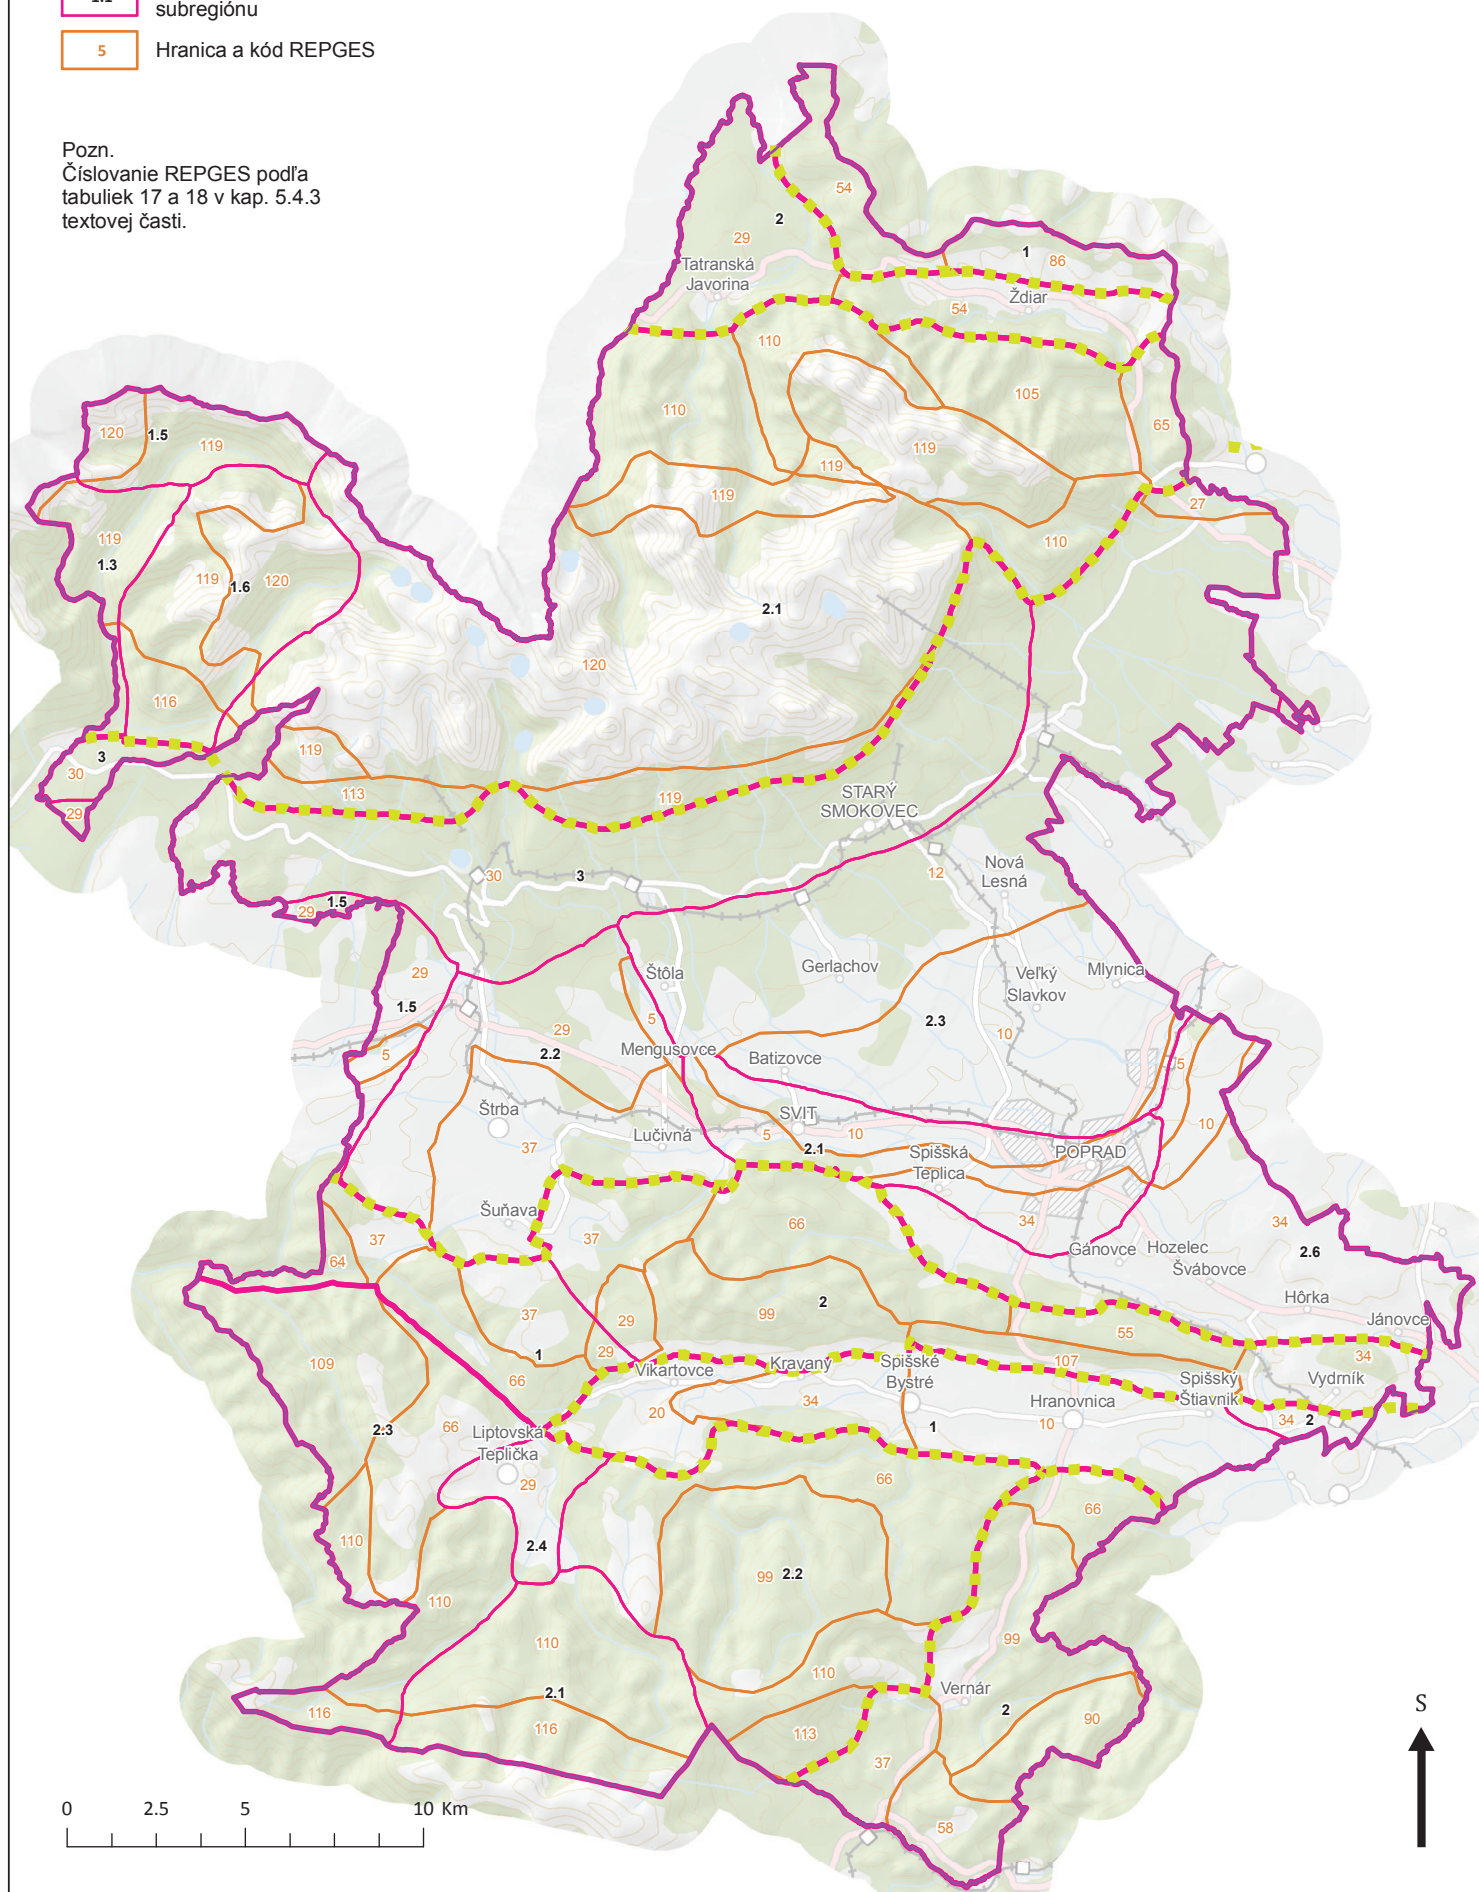 1.1
subregiónu
5
Hranica a kód REPGES
Pozn.
Číslovanie REPGES podľa
tabuliek 17 a 18 v kap. 5.4.3
textovej časti.
54
2
29
1
86
Tatranská
Javorina
Ždiar
54
110
105
110
65
120
1.5
119
119
119
119
27
119
1.3
110
119
1.6
120
2.1
120
116
119
3
30
113
119
29
STARÝ
SMOKOVEC
30
3
12
Nová
Lesná
29
1.5
29
Štôla
Gerlachov
Veľký
Slavkov
Mlynica
1.5
5
29
2.3
10
5
2.2
Mengusovce
Batizovce
5
Štrba
SVIT
10
37
Lučivná
5
10
2.1
Spišská
Teplica
POPRAD
Šuňava
37
37
66
34
34
Gánovce
Hozelec
2.6
Švábovce
64
Hôrka
37
29
99
2
55
Jánovce
109
1
29
107
34
66
Vikartovce
Kravany
Spišské
Bystré
Spišský
Štiavnik
Vydrník
2.3
66
20
34
1
Hranovnica
10
34
2
Liptovská
Teplička
29
66
66
110
2.4
99
2.2
110
110
99
110
Vernár
116
2.1
116
113
2
90
37
58
S
0
2.5
5
10 Km